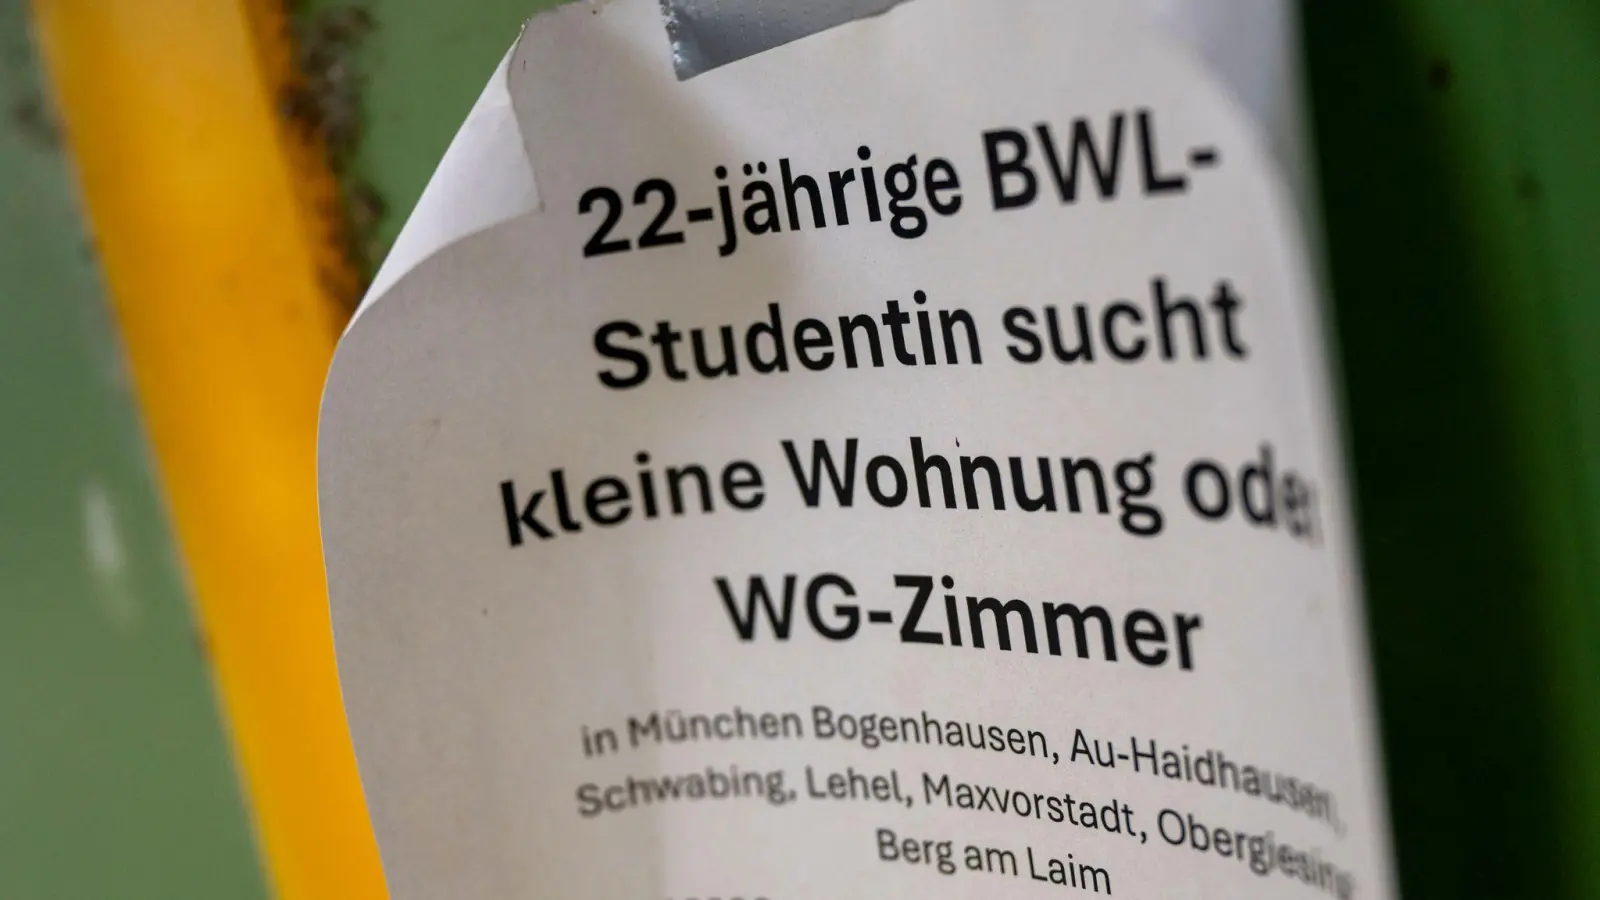 22-jährige BWL-
Studentin sucht
kleine Wohnung oder
WG-Zimmer
in München Bogenhausen, Au-Haidhausen,
Schwabing, Lehel, Maxvorstadt, Obergiesing
Berg am Laim